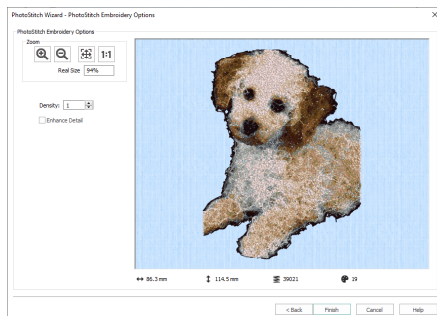 PhotoStitch Wizard - PhotoStitch Embroidery Options
PhotoStitch Embroidery Options
Zoom
1:1
Real Size 94%
Density: 1
Enhance Detail
86.3 mm 114.5 mm 39021 19
< Back Finish Cancel Help